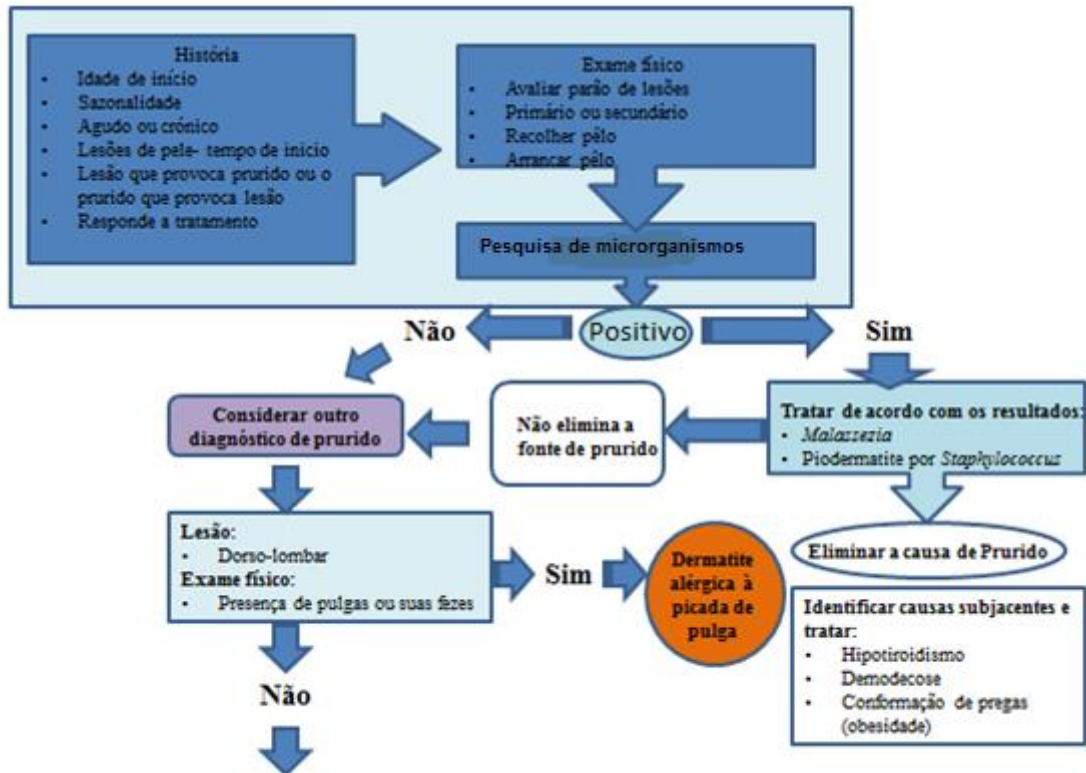 História
• Idade de início
• Sazonalidade
• Agudo ou crónico
• Lesões de pele- tempo de inicio
• Lesão que provoca prurido ou o
prurido que provoca lesão
• Responde a tratamento
Exame físico
• Avaliar parão de lesões
• Primário ou secundário
• Recolher pêlo
• Arrancar pêlo
Pesquisa de microrganismos
Positivo
Não
Sim
Considerar outro
diagnóstico de prurido
Não elimina a
fonte de prurido
Tratar de acordo com os resultados:
• Malassezia
• Piodermatite por Staphylococcus
Lesão:
• Dorso-lombar
Exame físico:
• Presença de pulgas ou suas fezes
Sim
Dermatite
alérgica à
picada de
pulga
Eliminar a causa de Prurido
Identificar causas subjacentes e
tratar:
• Hipotiroidismo
• Demodecose
• Conformação de pregas
(obesidade)
Não